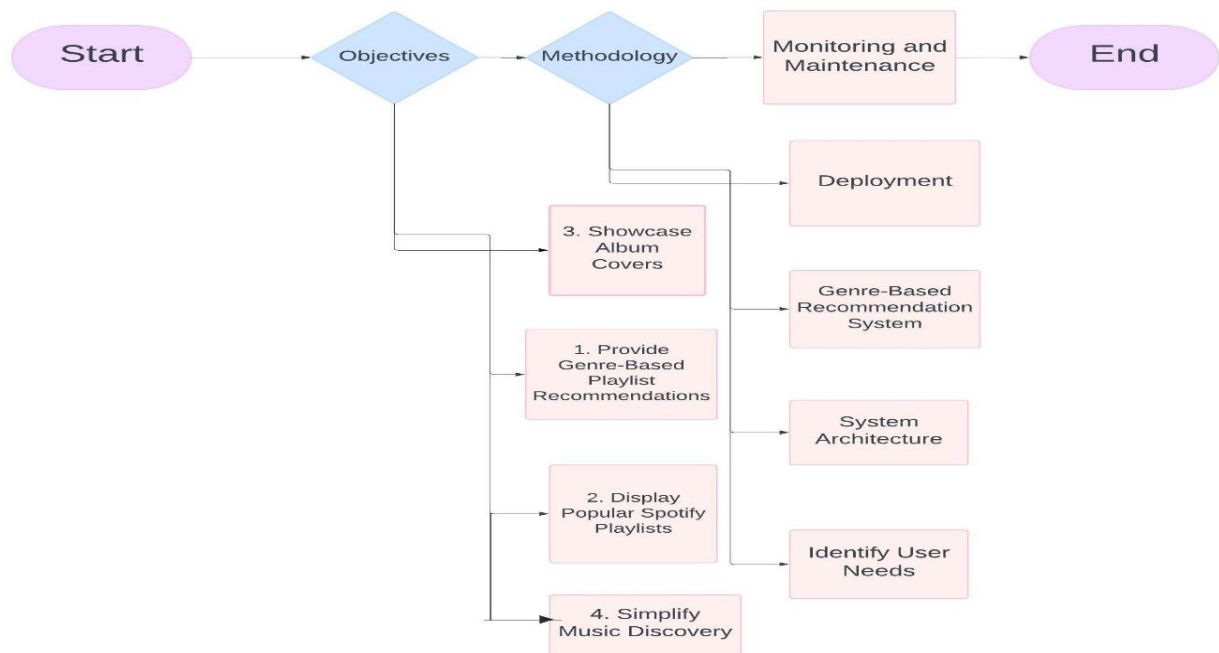 Start
Objectives
Methodology
Monitoring and
Maintenance
End
Deployment
3. Showcase
Album
Covers
Genre-Based
Recommendation
System
1. Provide
Genre-Based
Playlist
Recommendations
System
Architecture
2. Display
Popular Spotify
Playlists
Identify User
Needs
4. Simplify
Music Discovery